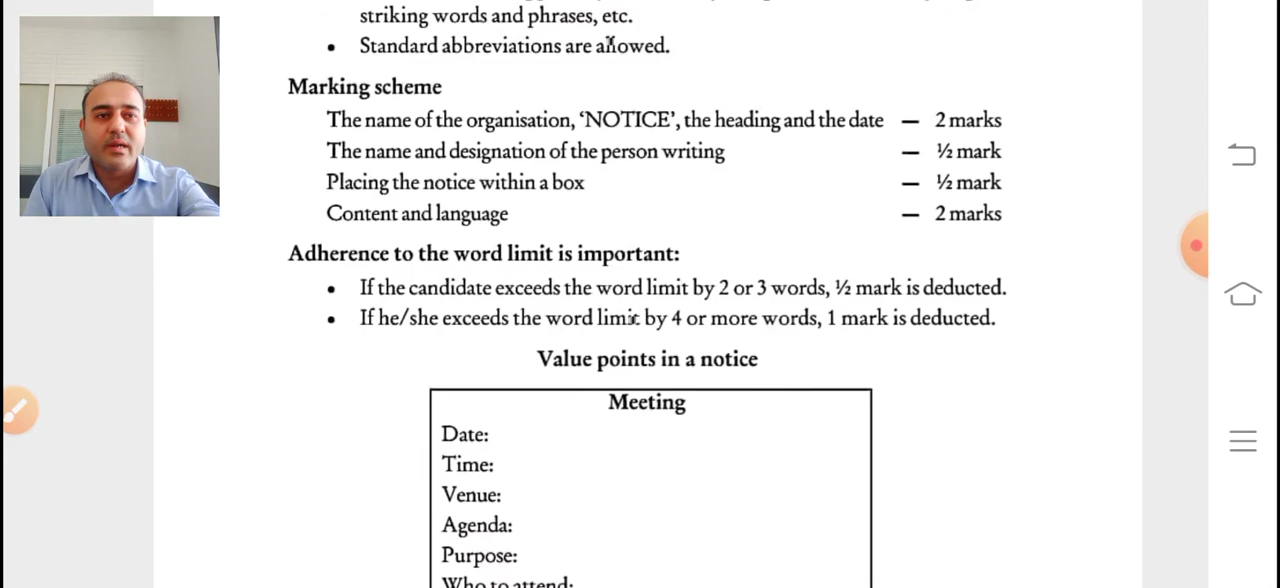 striking words and phrases, etc.
• Standard abbreviations are allowed.
Marking scheme
The name of the organisation, ‘NOTICE’, the heading and the date — 2 marks
The name and designation of the person writing — ½ mark
Placing the notice within a box — ½ mark
Content and language — 2 marks
Adherence to the word limit is important:
• If the candidate exceeds the word limit by 2 or 3 words, ½ mark is deducted.
• If he/she exceeds the word limit by 4 or more words, 1 mark is deducted.
Value points in a notice
Meeting
Date:
Time:
Venue:
Agenda:
Purpose:
Who to attend: